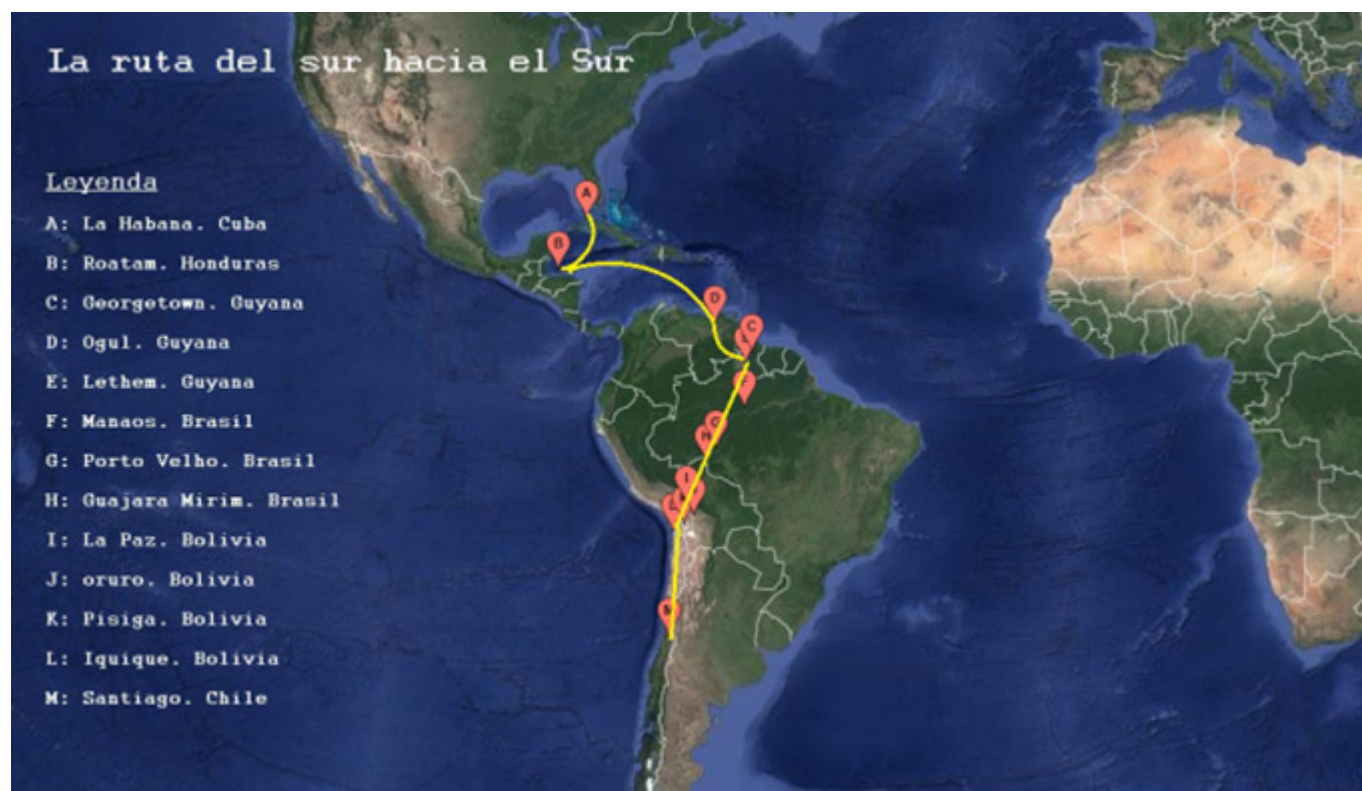 La ruta del sur hacia el Sur
Leyenda
A: La Habana. Cuba
B: Roatam. Honduras
C: Georgetown. Guyana
D: Ogul. Guyana
E: Lethem. Guyana
F: Manaos. Brasil
G: Porto Velho. Brasil
H: Guajara Mirim. Brasil
I: La Paz. Bolivia
J: oruro. Bolivia
K: Pisiga. Bolivia
L: Iquique. Bolivia
M: Santiago. Chile
A
B
D
C
G
H
I
M